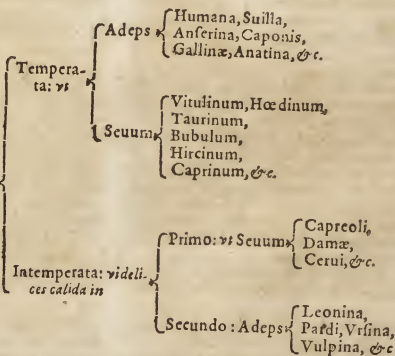 Humana, Suilla,
Adeps
Anſerina, Caponis,
Gallinæ, Anatina, &c.
Tempera-
ta: vt
Vitulinum, Hœdinum,
Taurinum,
Seuum
Bubulum,
Hircinum,
Caprinum, &c.
Capreoli,
Primo: vt Seuum
Damæ,
Cerui, &c.
Intemperata: videli-
ces calida in
Leonina,
Secundo: Adeps
Pardi, Vrſina,
Vulpina, &c